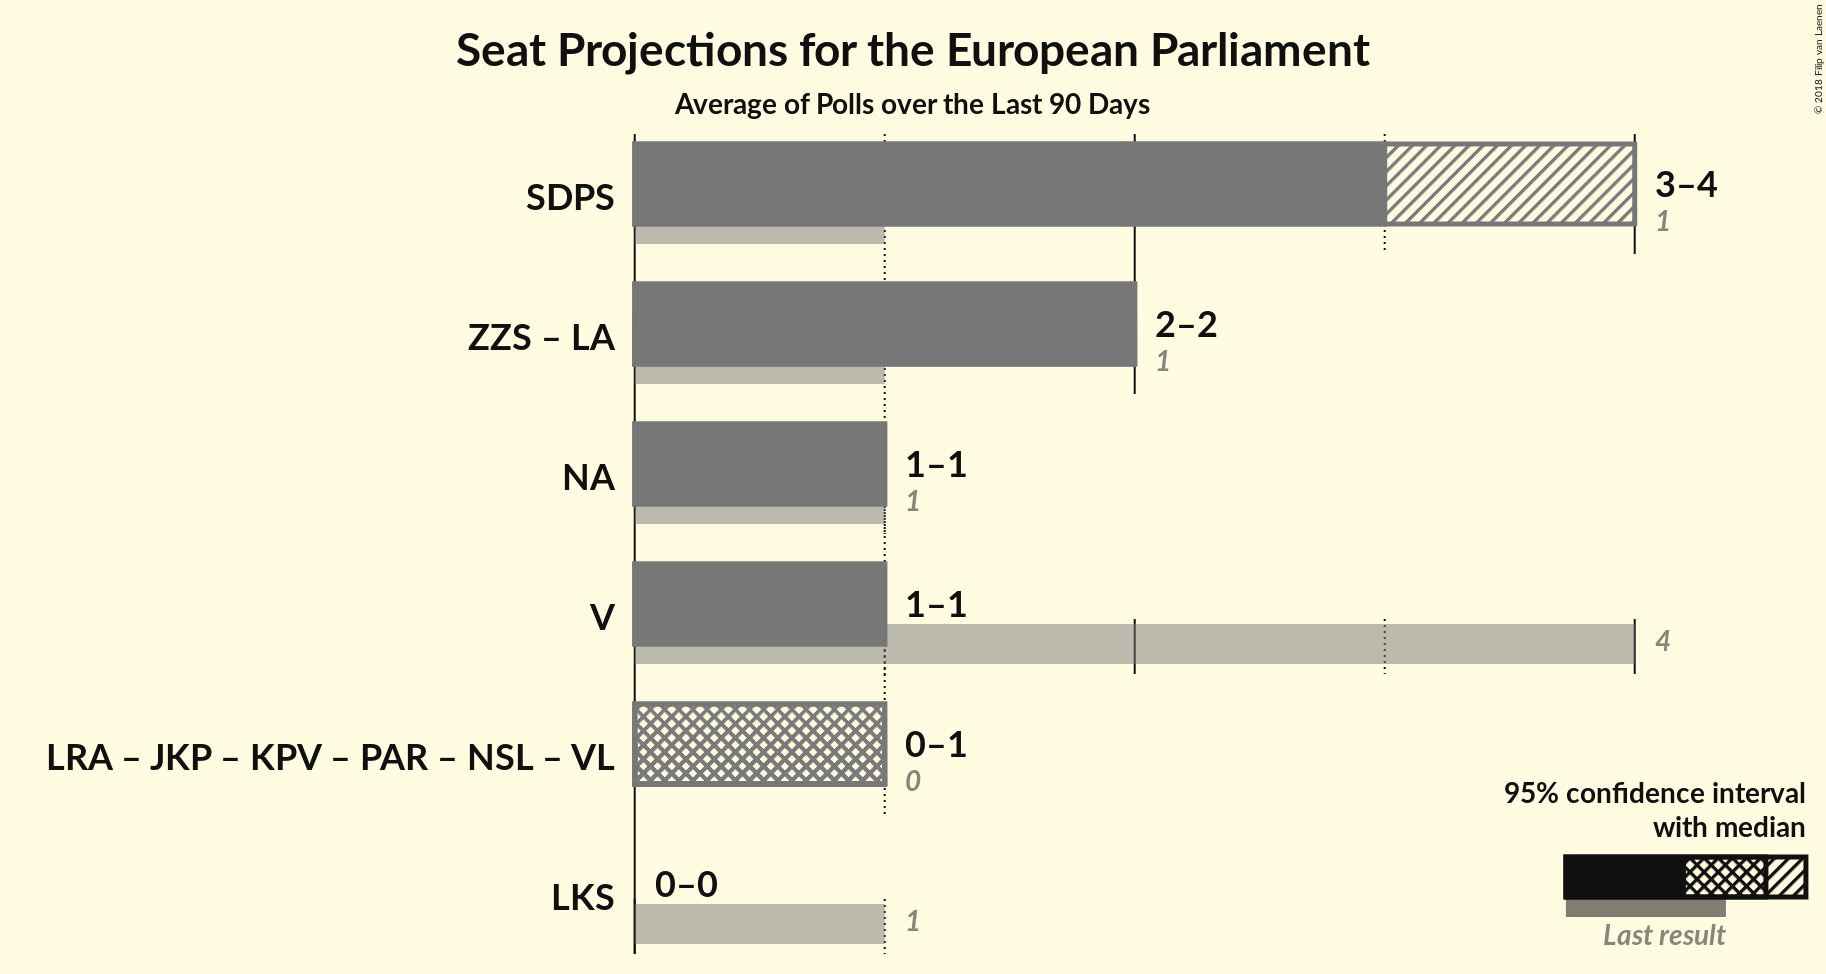 Seat Projections for the European Parliament
Average of Polls over the Last 90 Days
© 2018 Filip van Laenen
SDPS
3–4
1
ZZS – LA
2–2
1
NA
1–1
1
V
1–1
4
LRA – JKP – KPV – PAR – NSL – VL
0–1
0
LKS
0–0
1
95% confidence interval
with median
Last result